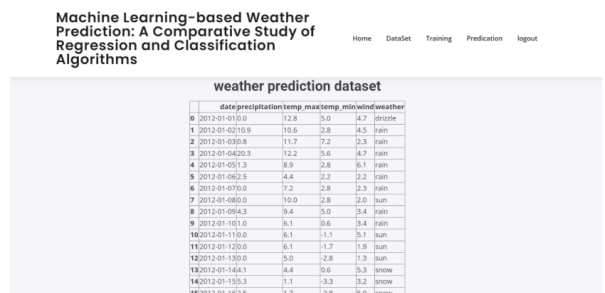 Machine Learning-based Weather
Prediction: A Comparative Study of
Regression and Classification
Algorithms
Home DataSet Training Predication logout
weather prediction dataset
date precipitation temp_max temp_min wind weather
0 2012-01-01 0.0 12.8 5.0 4.7 drizzle
1 2012-01-02 10.9 10.6 2.8 4.5 rain
2 2012-01-03 0.8 11.7 7.2 2.3 rain
3 2012-01-04 20.3 12.2 5.6 4.7 rain
4 2012-01-05 1.3 8.9 2.8 6.1 rain
5 2012-01-06 2.5 4.4 2.2 2.2 rain
6 2012-01-07 0.0 7.2 2.8 2.3 rain
7 2012-01-08 0.0 10.0 2.8 2.0 sun
8 2012-01-09 4.3 9.4 5.0 3.4 rain
9 2012-01-10 1.0 6.1 0.6 3.4 rain
10 2012-01-11 0.0 6.1 -1.1 5.1 sun
11 2012-01-12 0.0 6.1 -1.7 1.9 sun
12 2012-01-13 0.0 5.0 -2.8 1.3 sun
13 2012-01-14 4.1 4.4 0.6 5.3 snow
14 2012-01-15 5.3 1.1 -3.3 3.2 snow